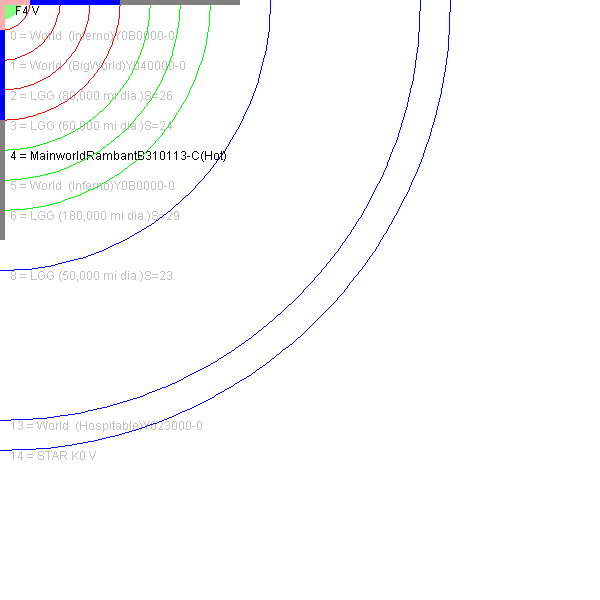 F4 V
0 = World  (Inferno)Y0B0000-0
1 = World  (BigWorld)Y040000-0
2 = LGG (80,000 mi dia.)S=26
3 = LGG (60,900 mi dia.)S=24
4 = MainworldRambantB310113-C(Hot)
5 = World  (Inferno)Y0B0000-0
6 = LGG (180,000 mi dia.)S=29
8 = LGG (50,000 mi dia.)S=23
13 = World  (Hospitable)Y023000-0
14 = STAR K0 V